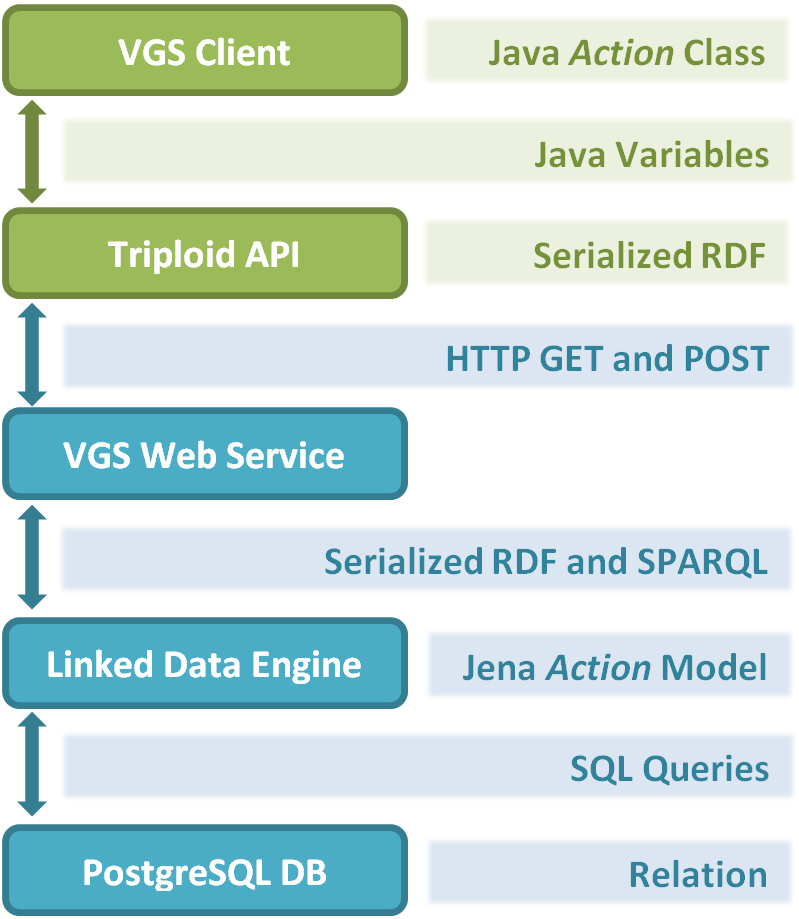 VGS Client
Java Action Class
Java Variables
Triploid API
Serialized RDF
HTTP GET and POST
VGS Web Service
Serialized RDF and SPARQL
Linked Data Engine
Jena Action Model
SQL Queries
PostgreSQL DB
Relation